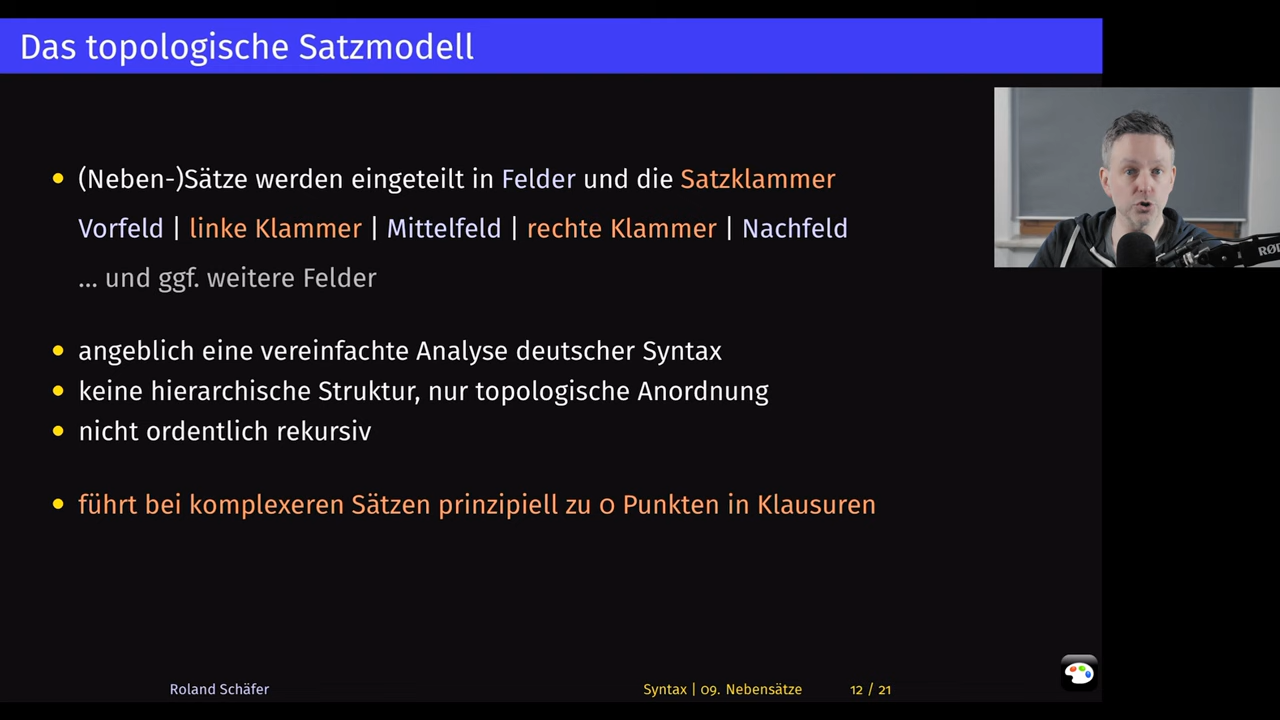 Das topologische Satzmodell
(Neben-)Sätze werden eingeteilt in Felder und die Satzklammer
Vorfeld | linke Klammer | Mittelfeld | rechte Klammer | Nachfeld
... und ggf. weitere Felder
angeblich eine vereinfachte Analyse deutscher Syntax
keine hierarchische Struktur, nur topologische Anordnung
nicht ordentlich rekursiv
führt bei komplexeren Sätzen prinzipiell zu 0 Punkten in Klausuren
Roland Schäfer
Syntax | 09. Nebensätze
12 / 21